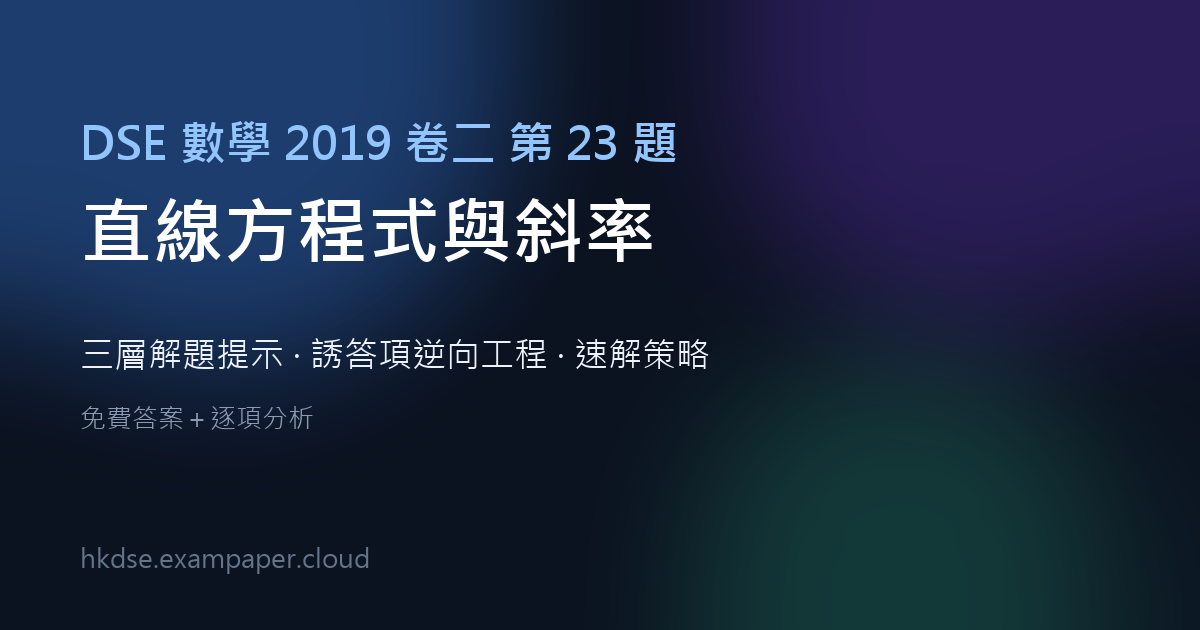 DSE 數學 2019 卷二 第 23 題
直線方程式與斜率
三層解題提示 · 誘答項逆向工程 · 速解策略
免費答案 + 逐項分析
hkdse.exampaper.cloud